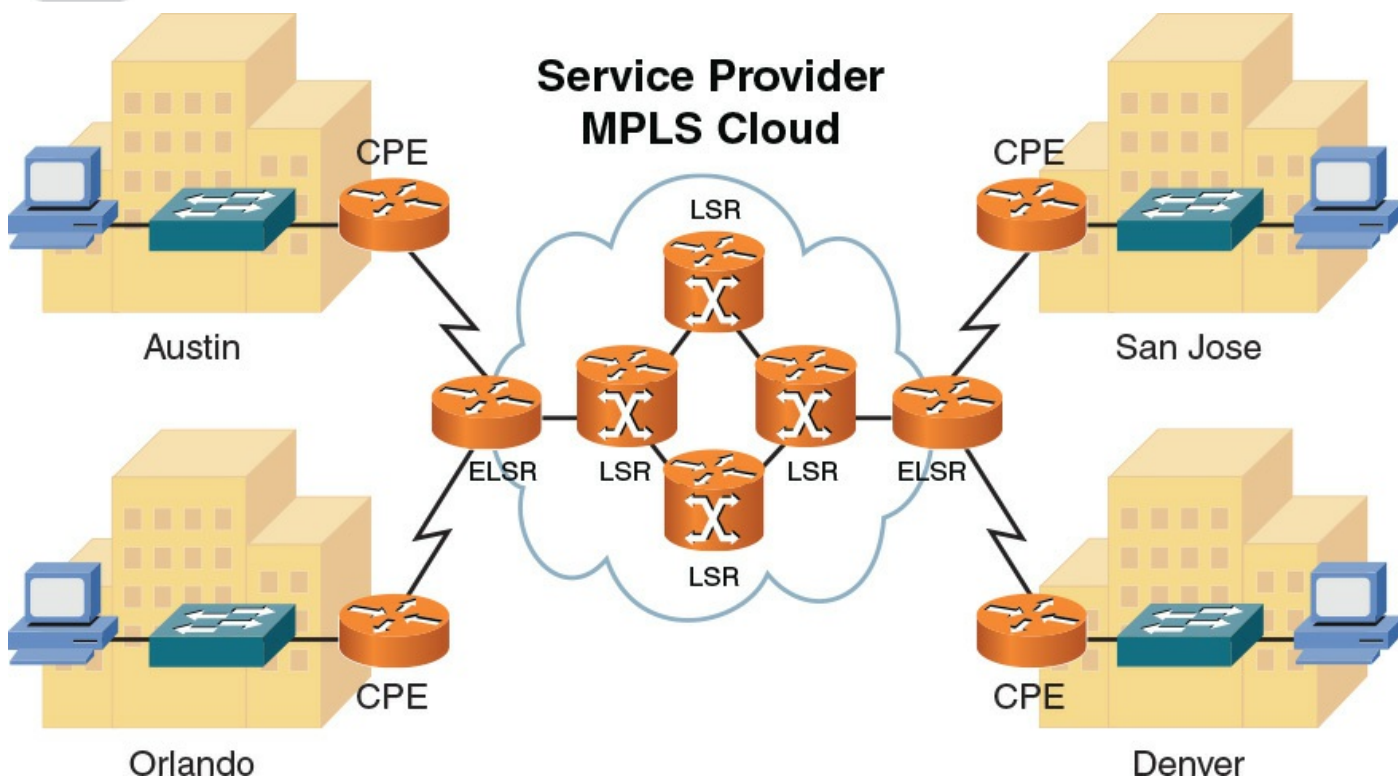 Service Provider
MPLS Cloud
CPE
CPE
LSR
Austin
San Jose
ELSR
LSR
LSR
ELSR
LSR
CPE
CPE
Orlando
Denver